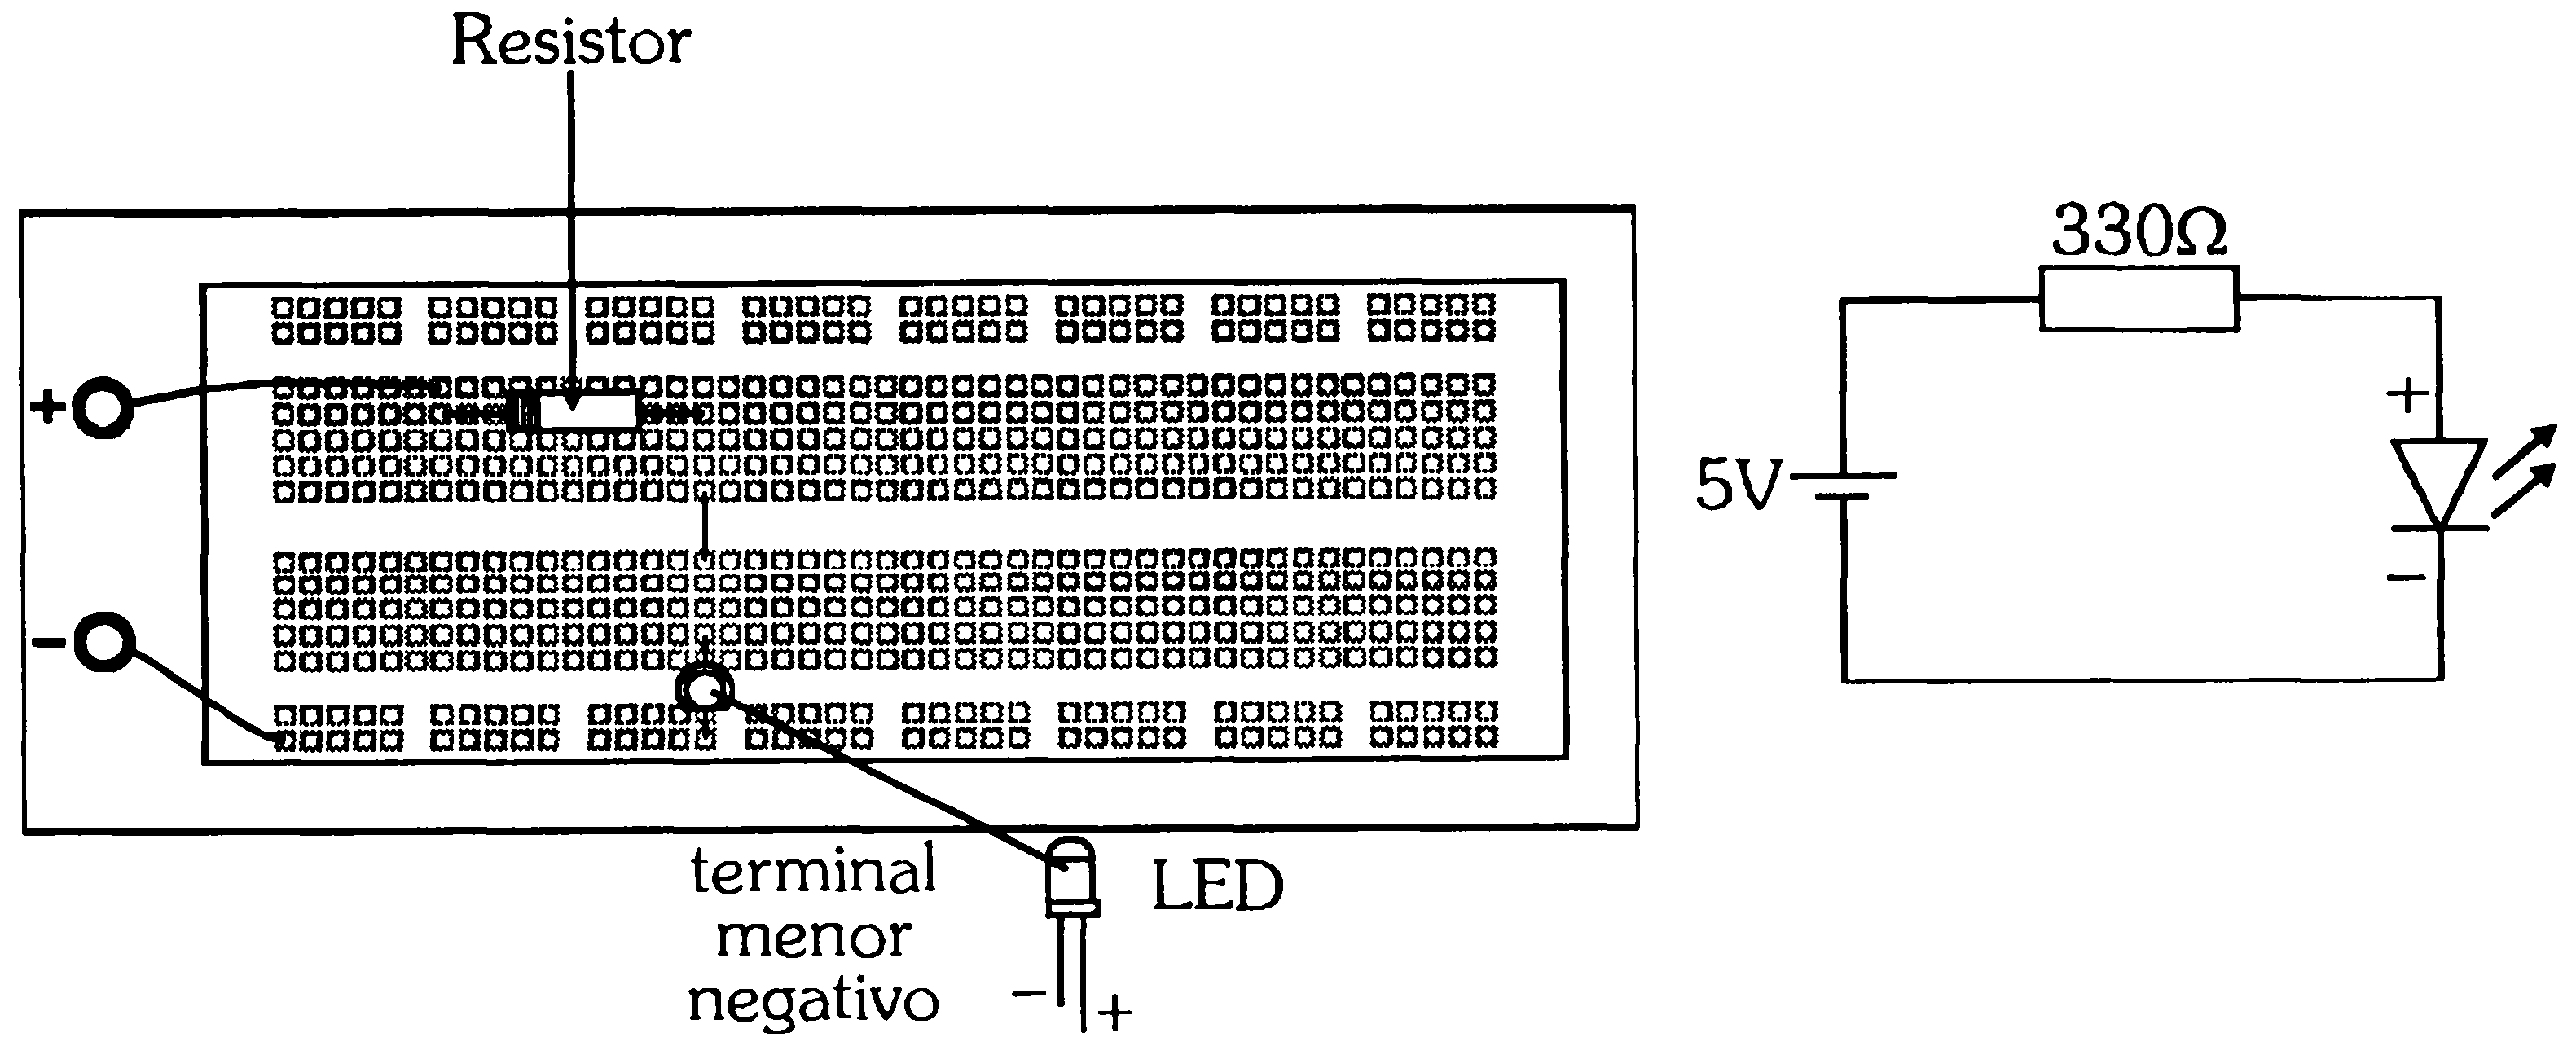 Resistor
+
-
terminal
menor
negativo
LED
-
+
330Ω
5V
+
-